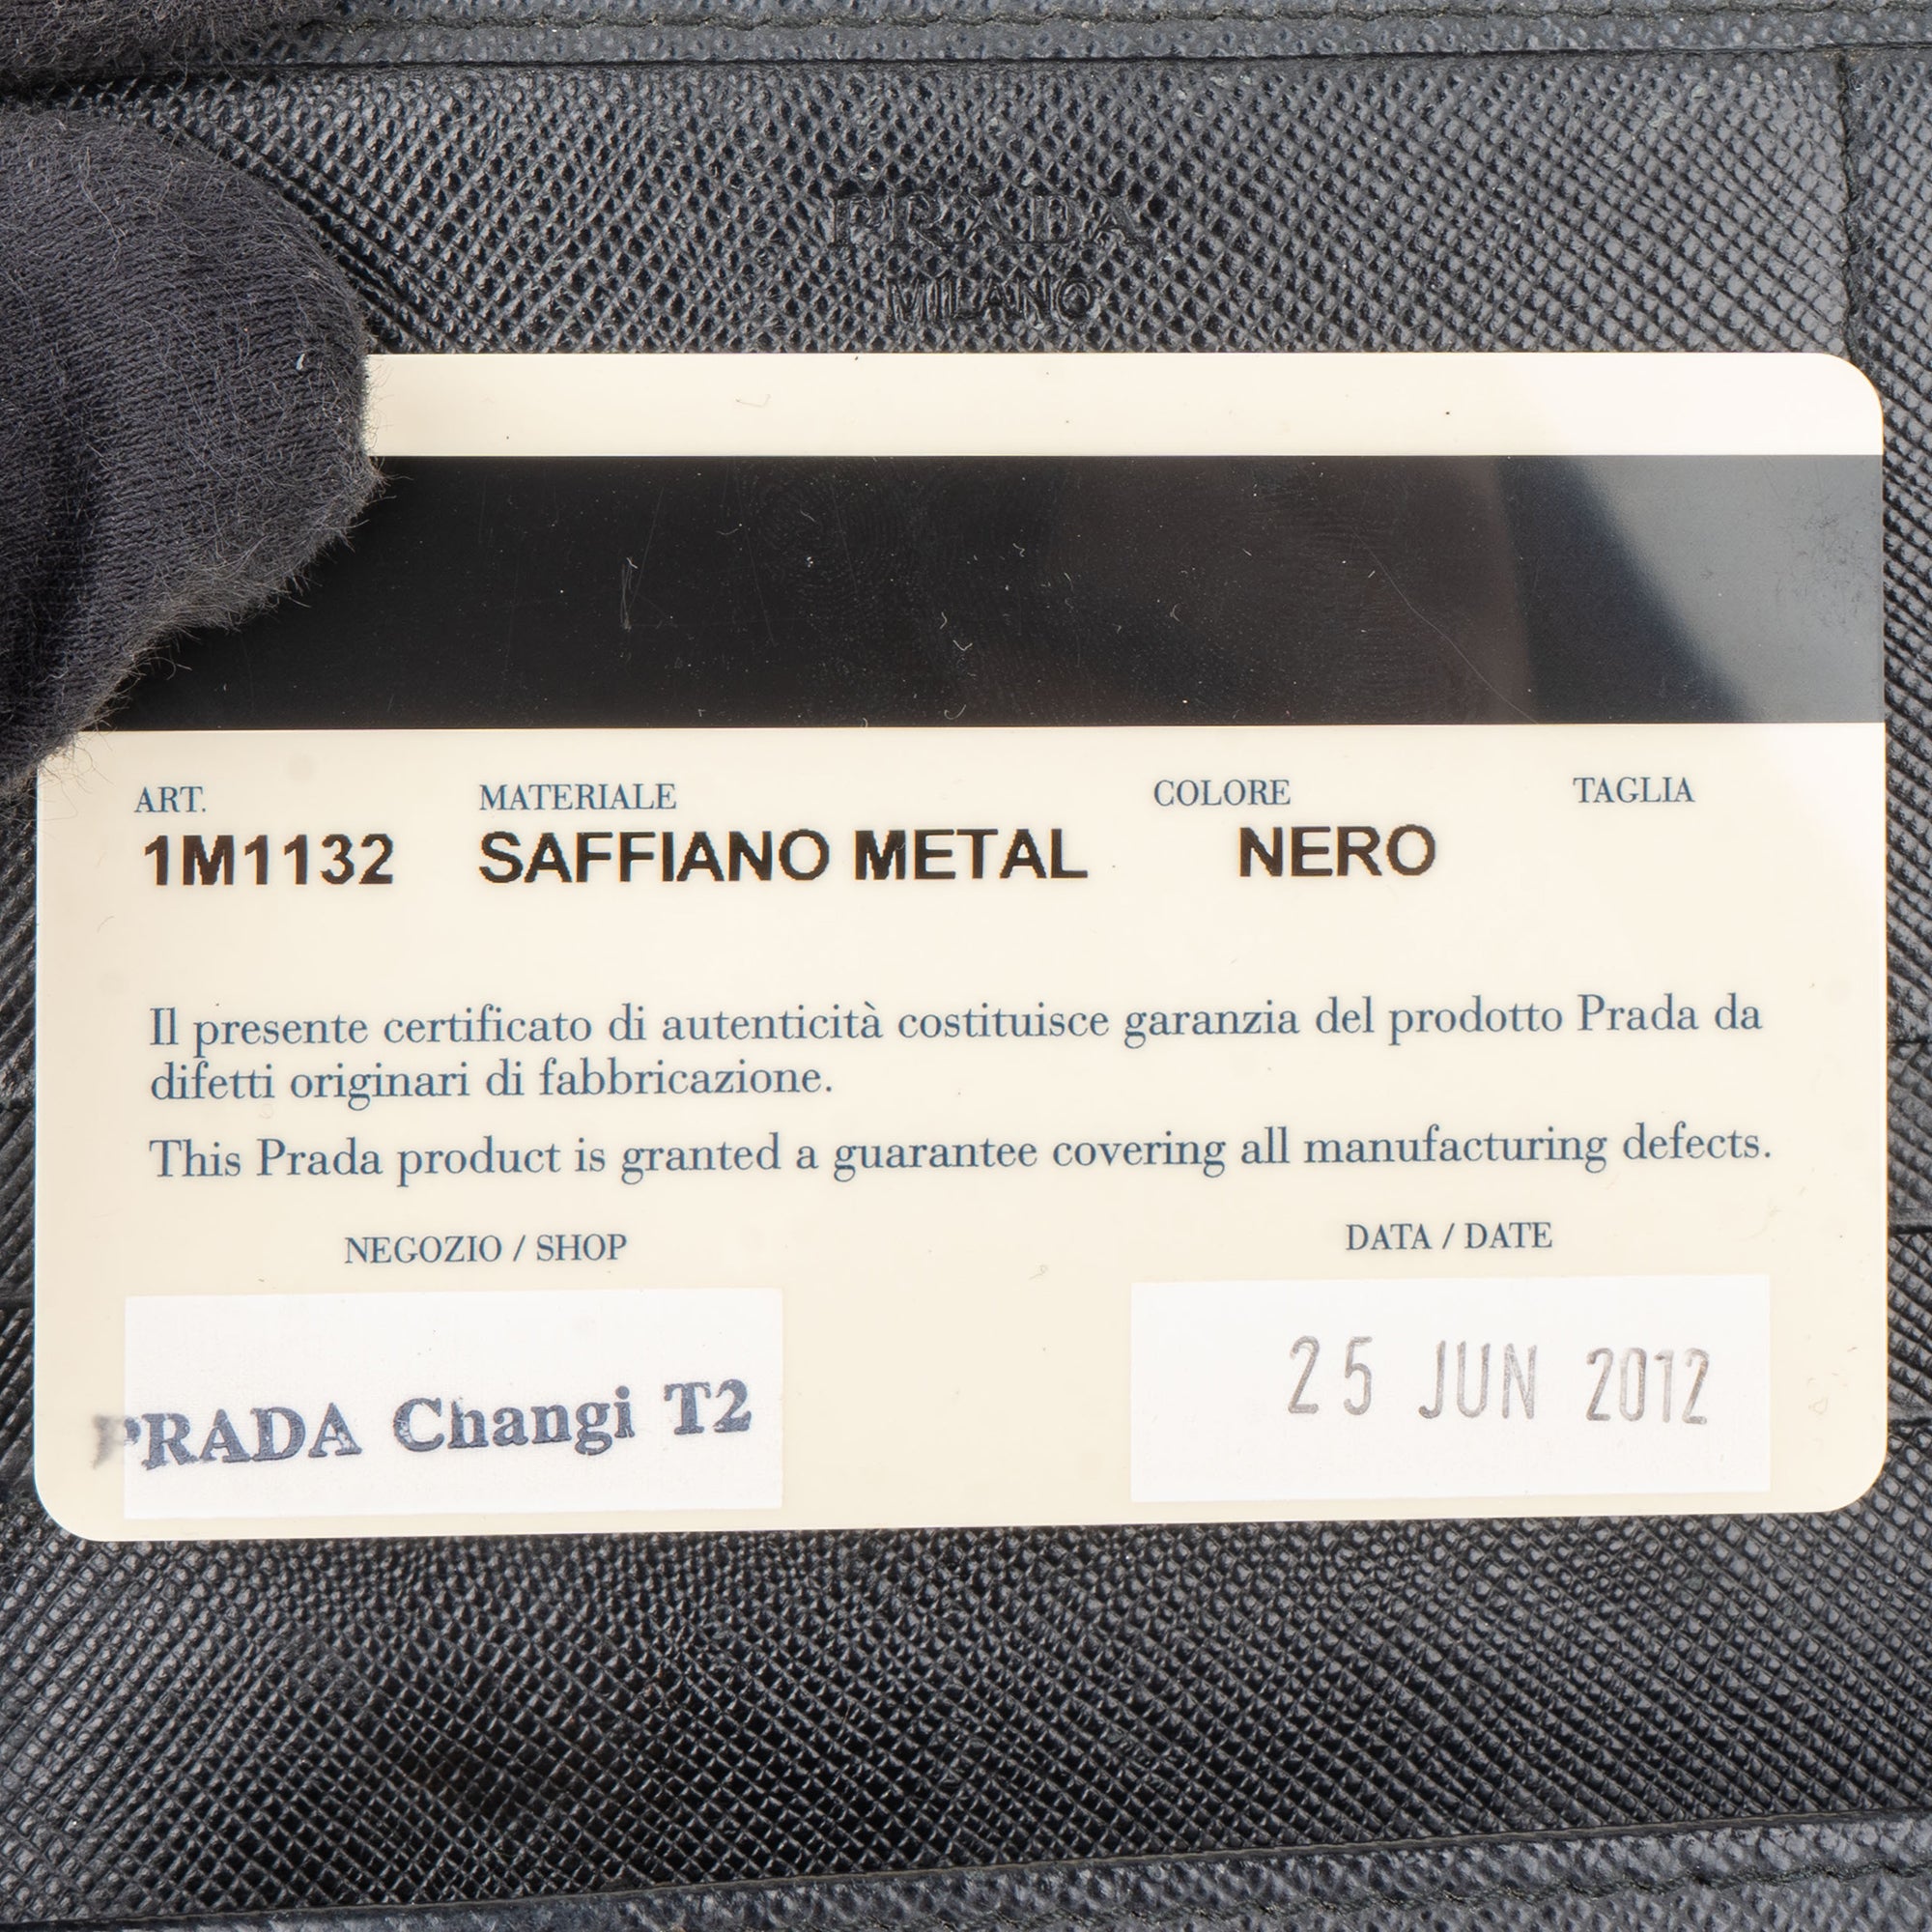 PRADA
MILANO
ART. MATERIALE COLORE TAGLIA
1M1132 SAFFIANO METAL NERO
Il presente certificato di autenticità costituisce garanzia del prodotto Prada da
difetti originari di fabbricazione.
This Prada product is granted a guarantee covering all manufacturing defects.
NEGOZIO / SHOP DATA / DATE
PRADA Changi T2 25 JUN 2012